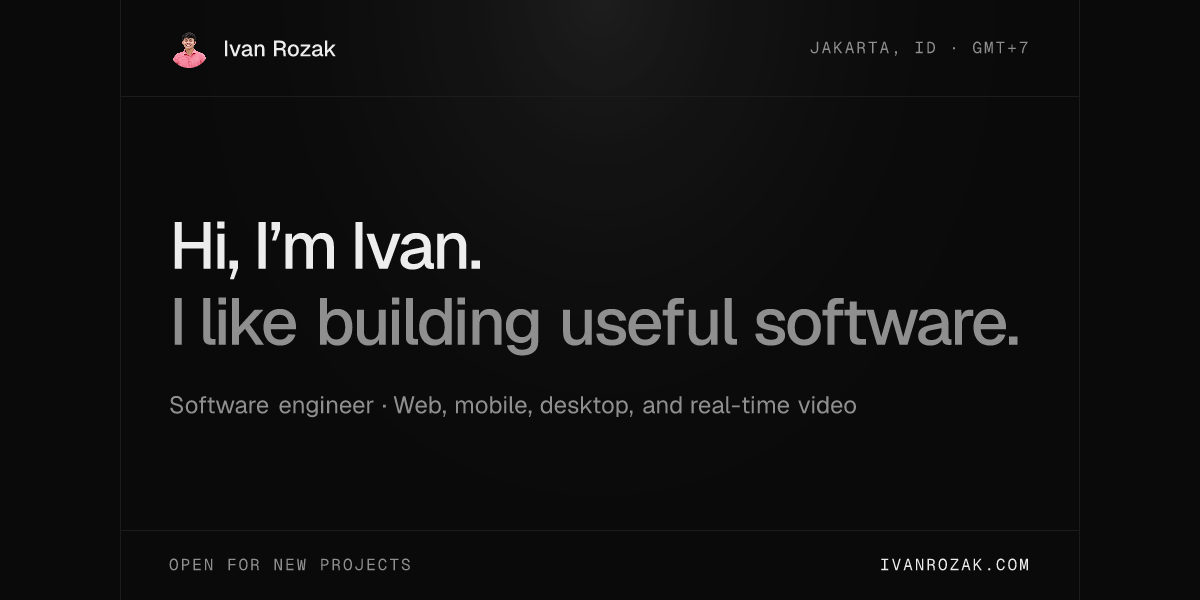 Ivan Rozak
JAKARTA, ID · GMT+7
Hi, I’m Ivan.
I like building useful software.
Software engineer · Web, mobile, desktop, and real-time video
OPEN FOR NEW PROJECTS
IVANROZAK.COM